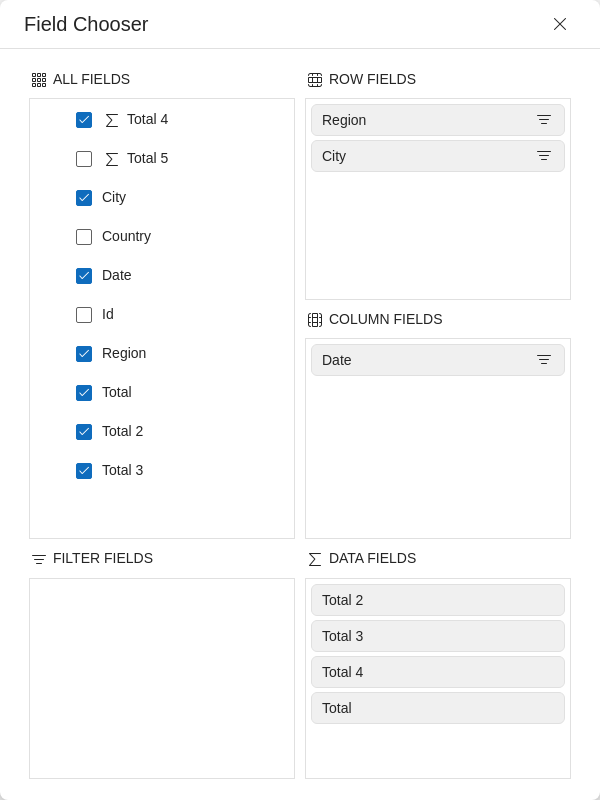 Field Chooser
ALL FIELDS
Total 4
Total 5
City
Country
Date
Id
Region
Total
Total 2
Total 3
ROW FIELDS
Region
City
COLUMN FIELDS
Date
FILTER FIELDS
DATA FIELDS
Total 2
Total 3
Total 4
Total